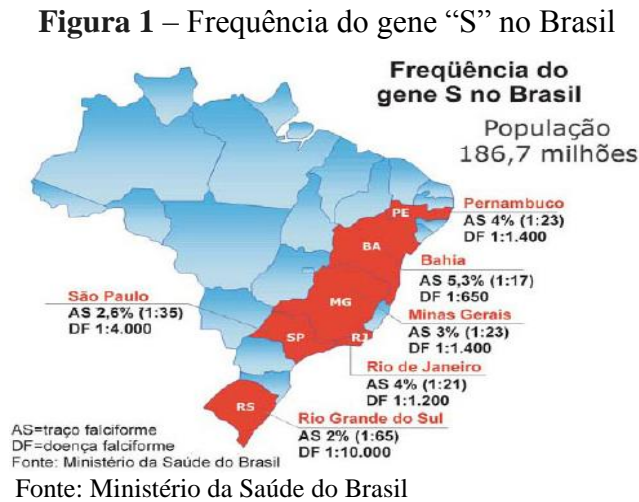 Figura 1 – Frequência do gene “S” no Brasil
Freqüência do
gene S no Brasil
População
186,7 milhões
PE
Pernambuco
AS 4% (1:23)
DF 1:1.400
BA
Bahia
AS 5,3% (1:17)
DF 1:650
MG
Minas Gerais
AS 3% (1:23)
DF 1:1.400
São Paulo
AS 2,6% (1:35)
DF 1:4.000
SP
RJ
Rio de Janeiro
AS 4% (1:21)
DF 1:1.200
RS
Rio Grande do Sul
AS 2% (1:65)
DF 1:10.000
AS=traço falciforme
DF=doença falciforme
Fonte: Ministério da Saúde do Brasil
Fonte: Ministério da Saúde do Brasil